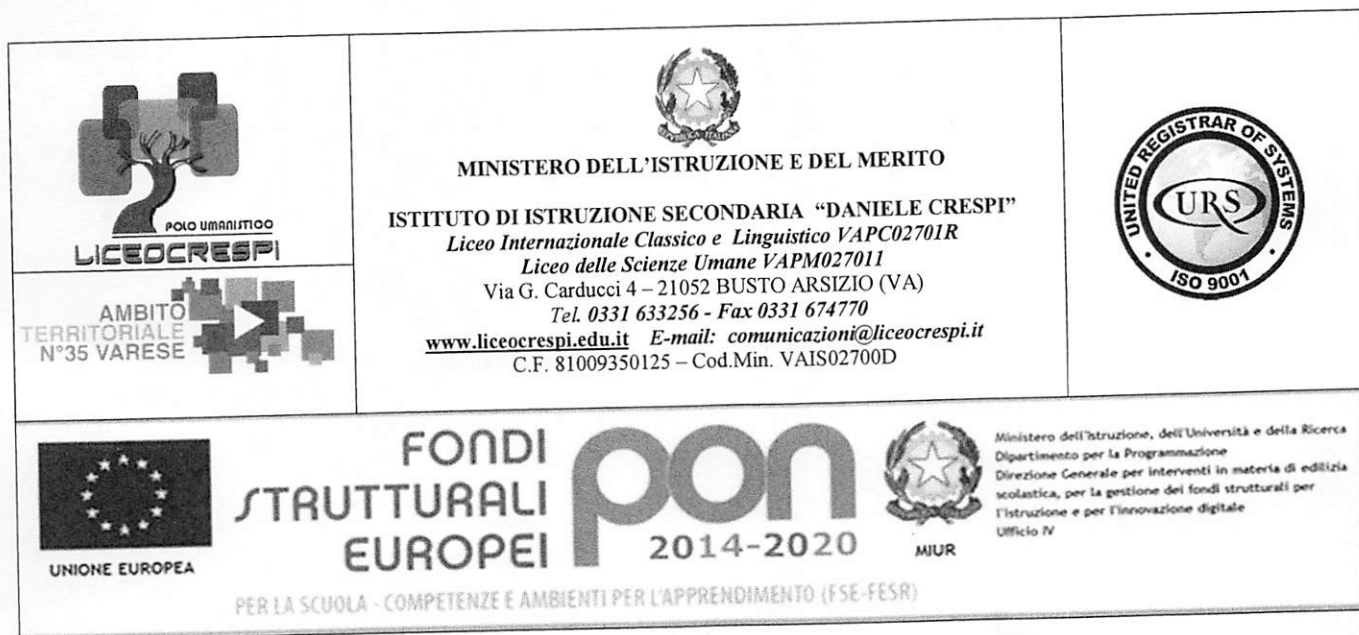 POLO UMANISTICO
LICEOCRESPI
AMBITO
TERRITORIALE
N°35 VARESE
REPVBBLICA ITALIANA
MINISTERO DELL'ISTRUZIONE E DEL MERITO
ISTITUTO DI ISTRUZIONE SECONDARIA “DANIELE CRESPI”
Liceo Internazionale Classico e Linguistico VAPC02701R
Liceo delle Scienze Umane VAPM027011
Via G. Carducci 4 – 21052 BUSTO ARSIZIO (VA)
Tel. 0331 633256 - Fax 0331 674770
www.liceocrespi.edu.it E-mail: comunicazioni@liceocrespi.it
C.F. 81009350125 – Cod.Min. VAIS02700D
UNITED REGISTRAR OF SYSTEMS
URS
ISO 9001
UNIONE EUROPEA
FONDI
STRUTTURALI
EUROPEI
pon
2014-2020
PER LA SCUOLA - COMPETENZE E AMBIENTI PER L'APPRENDIMENTO (FSE-FESR)
MIUR
Ministero dell'Istruzione, dell'Università e della Ricerca
Dipartimento per la Programmazione
Direzione Generale per interventi in materia di edilizia
scolastica, per la gestione dei fondi strutturali per
l'istruzione e per l'innovazione digitale
Ufficio IV